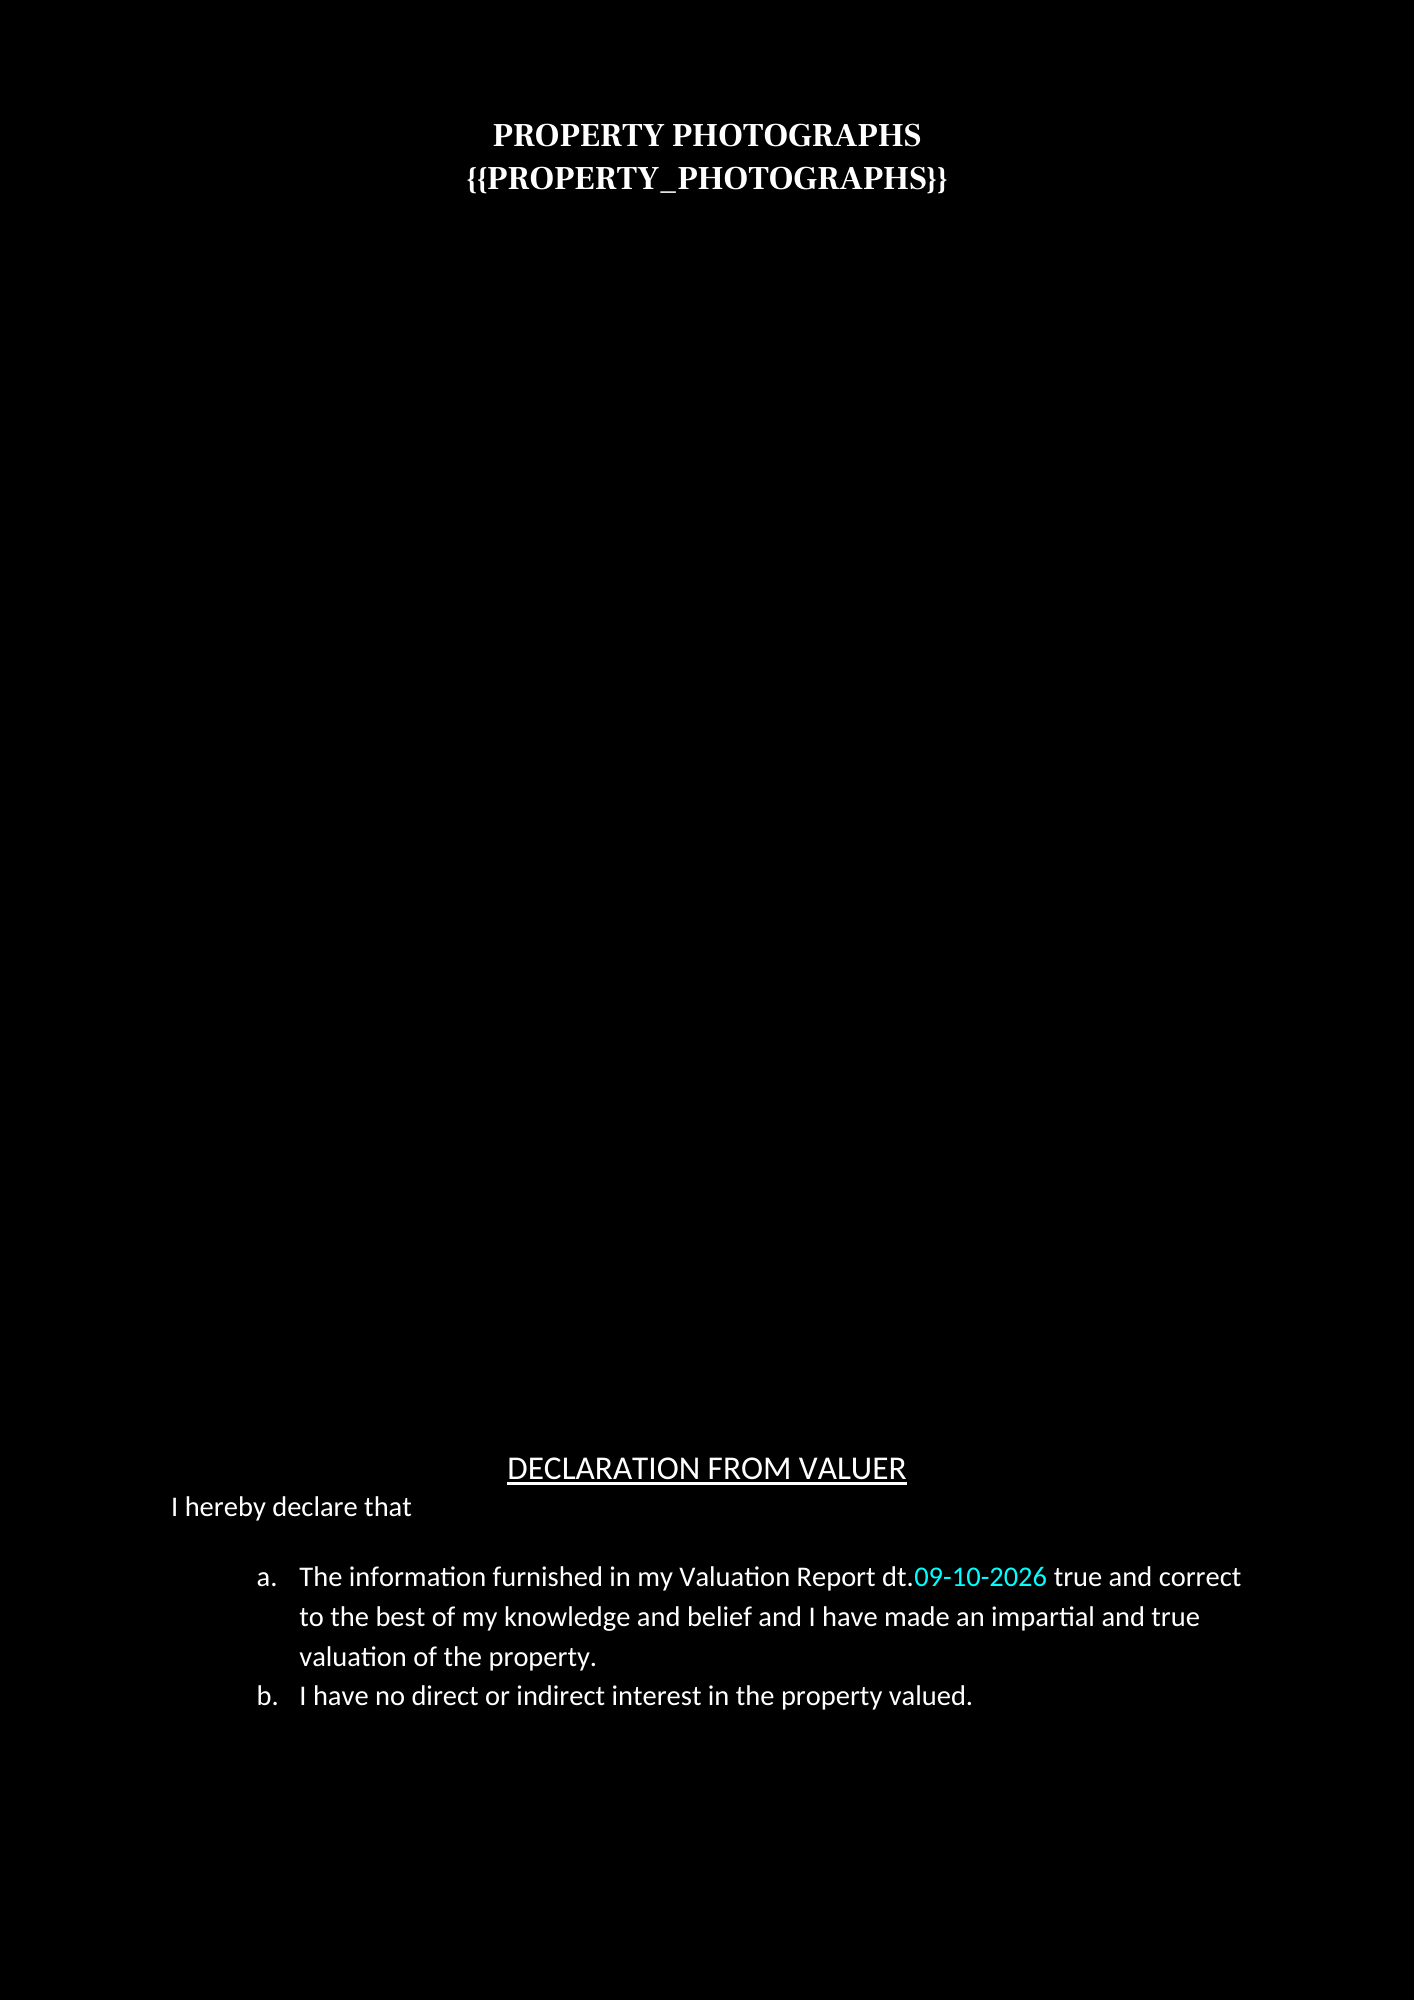 PROPERTY PHOTOGRAPHS
{{PROPERTY_PHOTOGRAPHS}}
DECLARATION FROM VALUER
I hereby declare that
a. The information furnished in my Valuation Report dt.09-10-2026 true and correct
to the best of my knowledge and belief and I have made an impartial and true
valuation of the property.
b. I have no direct or indirect interest in the property valued.